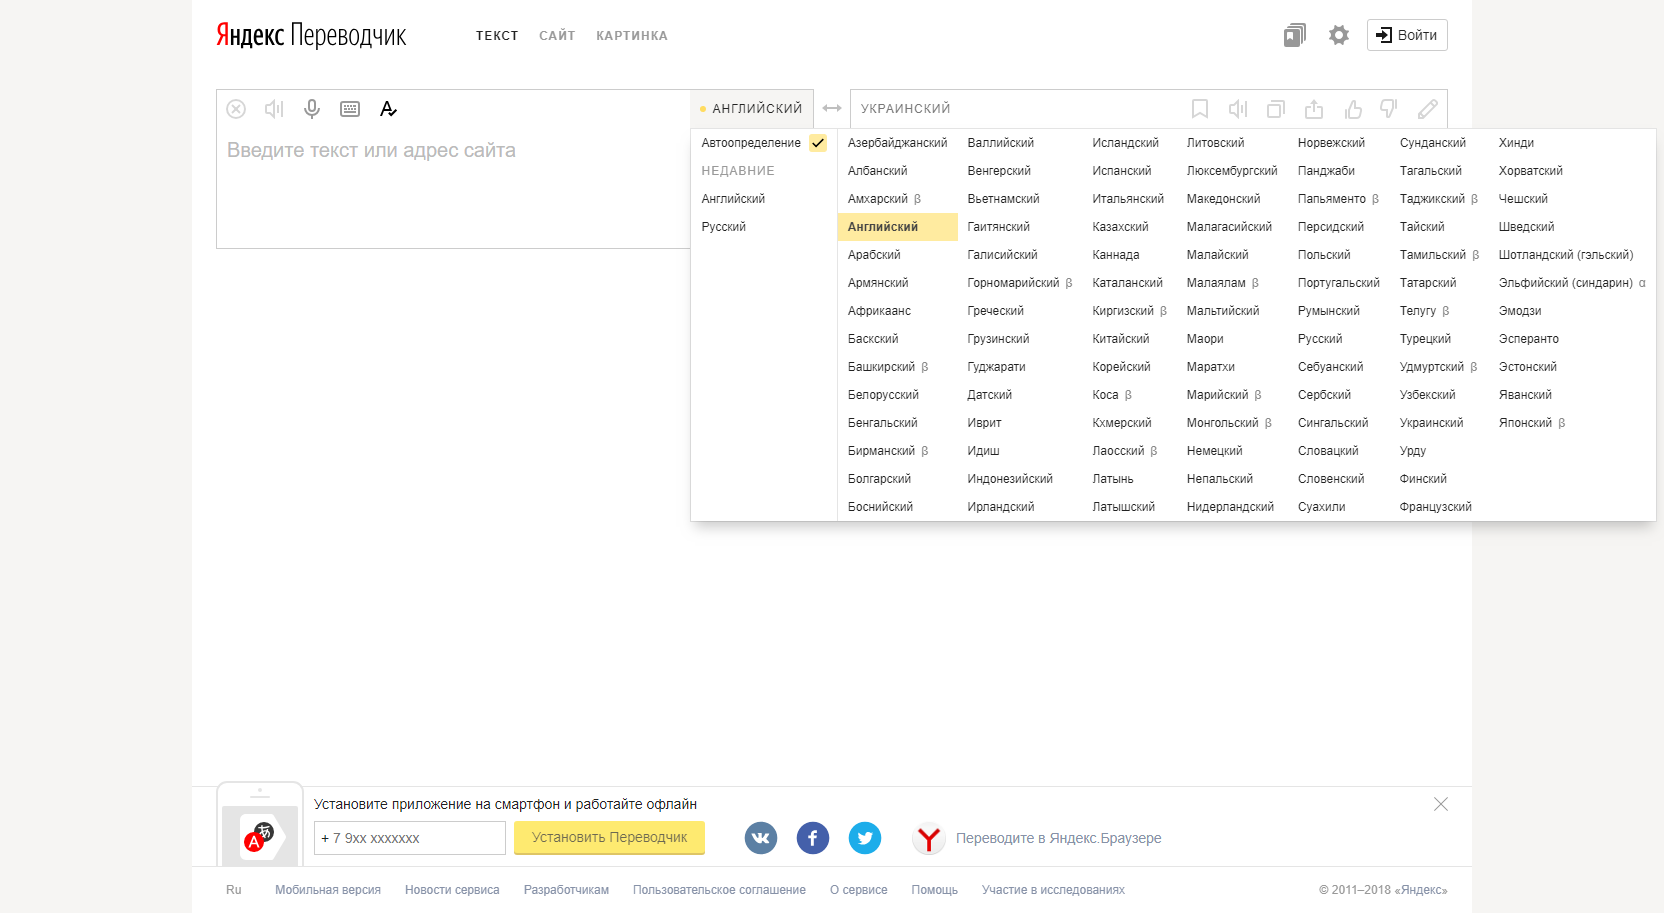 Яндекс Переводчик
ТЕКСТ САЙТ КАРТИНКА
Войти
АНГЛИЙСКИЙ
УКРАИНСКИЙ
Введите текст или адрес сайта
Автоопределение
НЕДАВНИЕ
Английский
Русский
Азербайджанский
Албанский
Амхарский β
Английский
Арабский
Армянский
Африкаанс
Баскский
Башкирский β
Белорусский
Бенгальский
Бирманский β
Болгарский
Боснийский
Валлийский
Венгерский
Вьетнамский
Гаитянский
Галисийский
Горномарийский β
Греческий
Грузинский
Гуджарати
Датский
Иврит
Идиш
Индонезийский
Ирландский
Исландский
Испанский
Итальянский
Казахский
Каннада
Каталанский
Киргизский β
Китайский
Корейский
Коса β
Кхмерский
Лаосский β
Латынь
Латышский
Литовский
Люксембургский
Македонский
Малагасийский
Малайский
Малаялам β
Мальтийский
Маори
Маратхи
Марийский β
Монгольский β
Немецкий
Непальский
Нидерландский
Норвежский
Панджаби
Папьяменто β
Персидский
Польский
Португальский
Румынский
Русский
Себуанский
Сербский
Сингальский
Словацкий
Словенский
Суахили
Сунданский
Тагальский
Таджикский β
Тайский
Тамильский β
Татарский
Телугу β
Турецкий
Удмуртский β
Узбекский
Украинский
Урду
Финский
Французский
Хинди
Хорватский
Чешский
Шведский
Шотландский (гэльский)
Эльфийский (синдарин) α
Эмодзи
Эсперанто
Эстонский
Яванский
Японский β
Установите приложение на смартфон и работайте офлайн
+ 7 9xx xxxxxxx
Установить Переводчик
Переводите в Яндекс.Браузере
Ru Мобильная версия Новости сервиса Разработчикам Пользовательское соглашение О сервисе Помощь Участие в исследованиях © 2011–2018 «Яндекс»